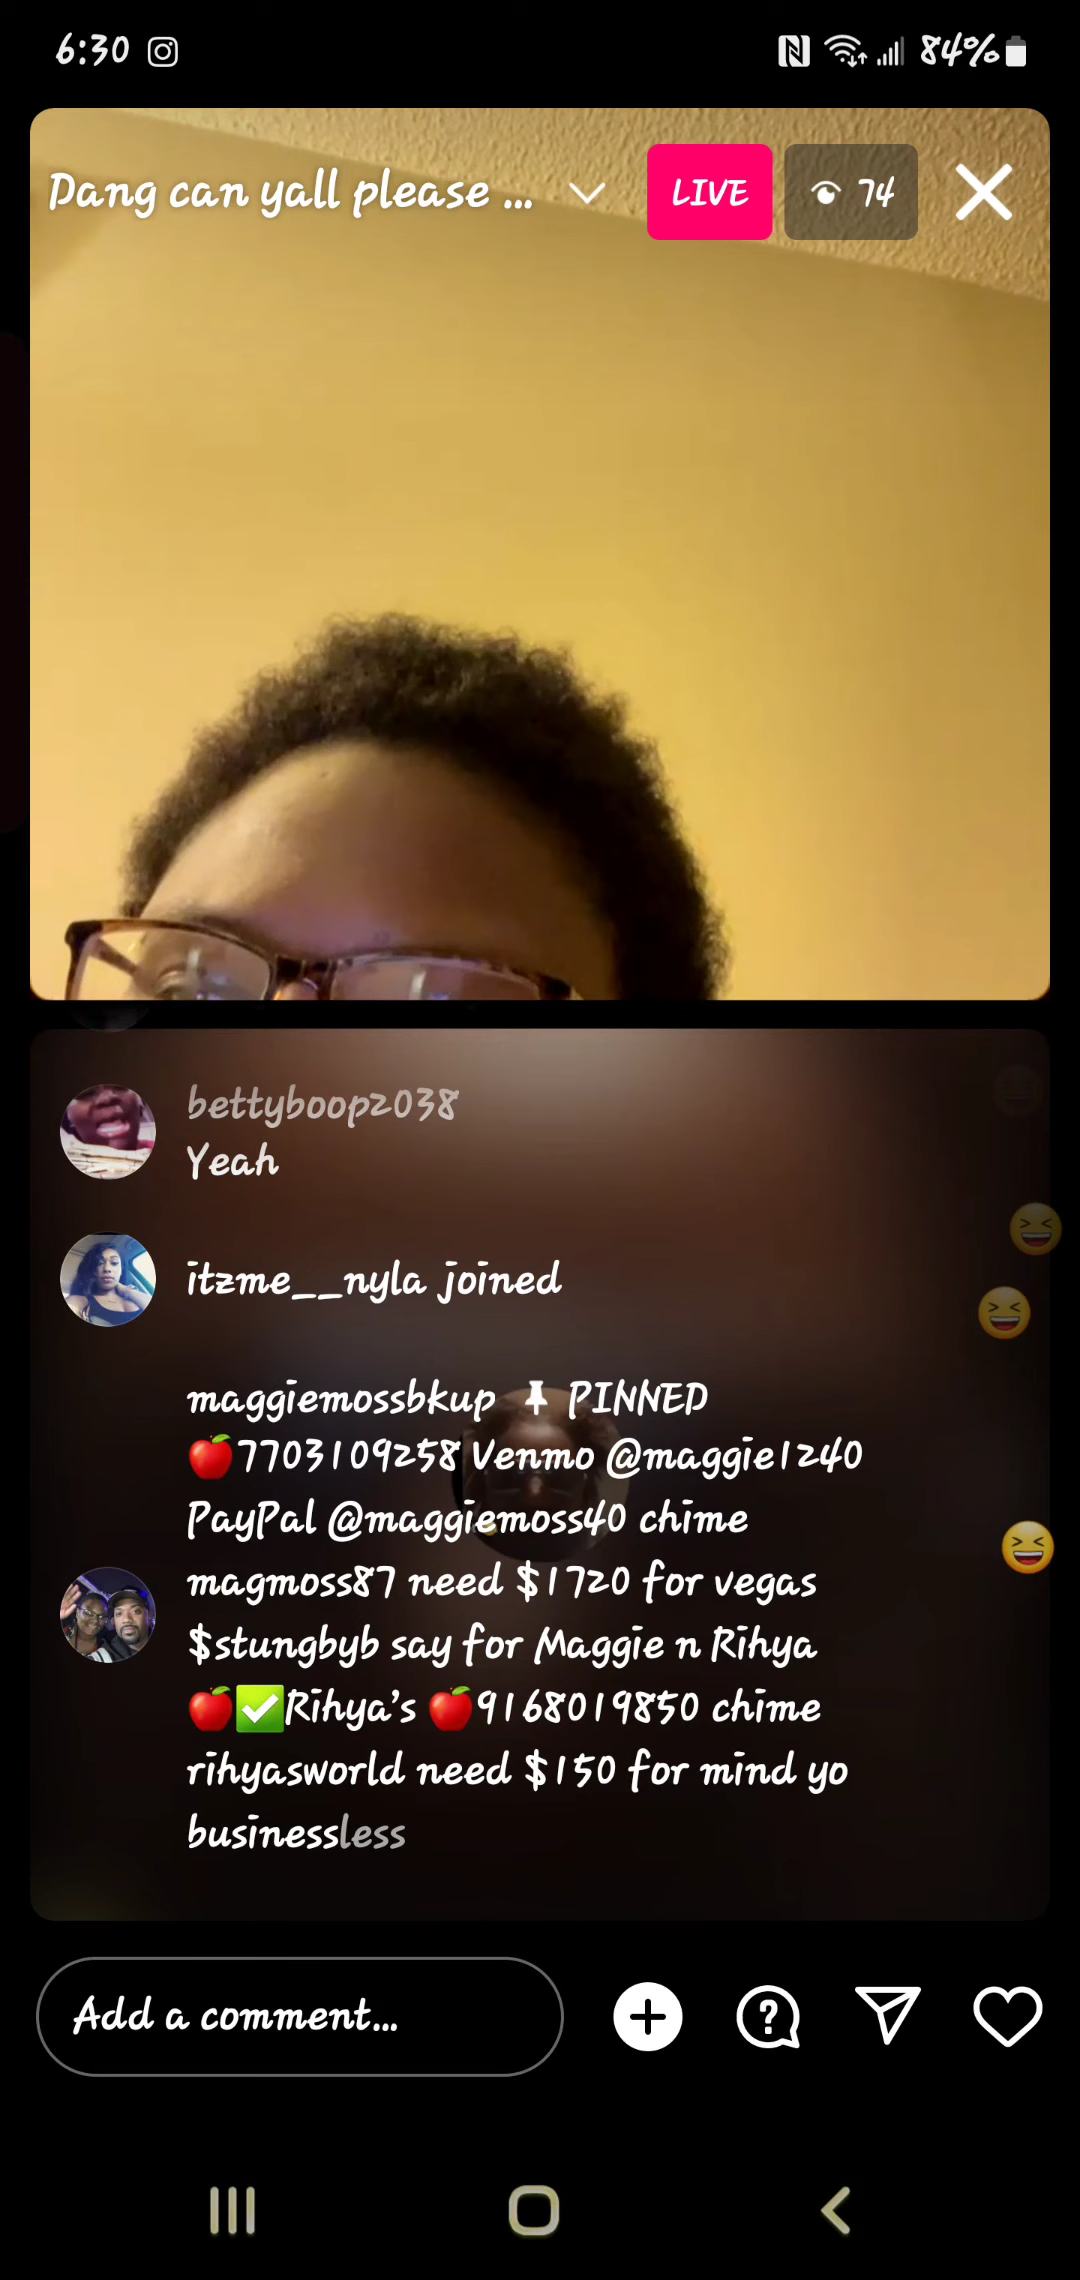 6:30
84%
Dang can yall please ...
LIVE
74
bettyboop2038
Yeah
itzme__nyla joined
maggiemossbkup 📌 PINNED
🍎7703109258 Venmo @maggie1240
PayPal @maggiemoss40 chime
magmoss87 need $1720 for vegas
$stungbyb say for Maggie n Rihya
🍎✅Rihya's 🍎9168019850 chime
rihyasworld need $150 for mind yo
businessless
Add a comment...